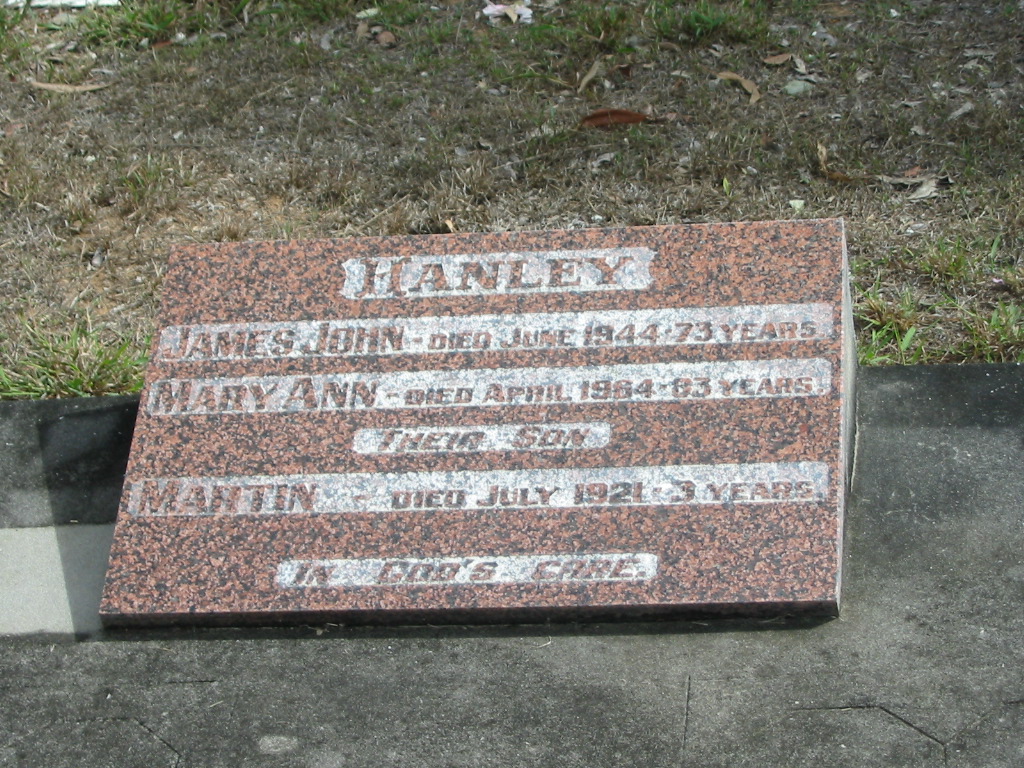 HANLEY
JAMES JOHN - DIED JUNE 1944 - 73 YEARS
MARY ANN - DIED APRIL 1964 - 83 YEARS
THEIR SON
MARTIN - DIED JULY 1921 - 3 YEARS
IN GOD'S CARE.